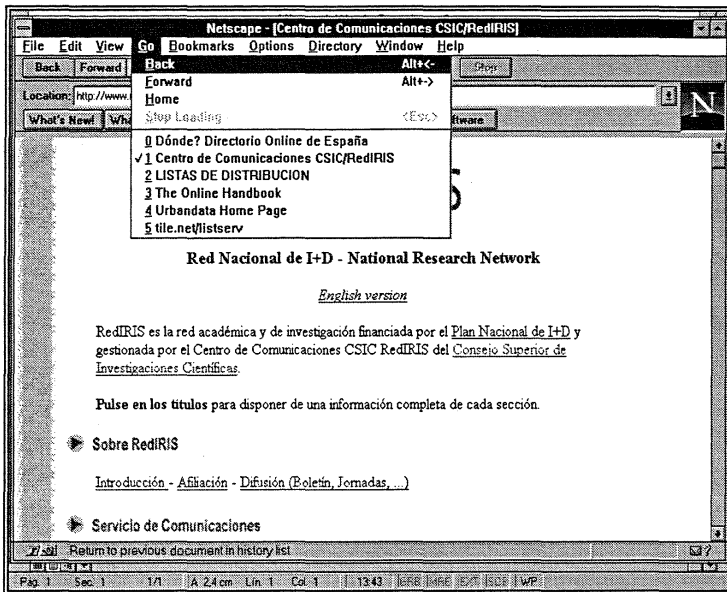 Netscape - [Centro de Comunicaciones CSIC/RedIRIS]
File Edit View Go Bookmarks Options Directory Window Help
Back Forward Stop
Back Alt+<-
Forward Alt+->
Home
Stop Loading <Esc>
Location: http://www.
What's New! Wha ftware
0 Dónde? Directorio Online de España
✓1 Centro de Comunicaciones CSIC/RedIRIS
2 LISTAS DE DISTRIBUCION
3 The Online Handbook
4 Urbandata Home Page
5 tile.net/listserv
N
S
Red Nacional de I+D - National Research Network
English version
RedIRIS es la red académica y de investigación financiada por el Plan Nacional de I+D y
gestionada por el Centro de Comunicaciones CSIC RedIRIS del Consejo Superior de
Investigaciones Científicas.
Pulse en los titulos para disponer de una información completa de cada sección.
Sobre RedIRIS
Introducción - Afiliación - Difusión (Boletín, Jornadas, ...)
Servicio de Comunicaciones
Return to previous document in history list
Pág. 1 Sec. 1 1/1 A 2,4 cm Lín. 1 Col. 1 13:43 GRB MRE EXT SOB WP